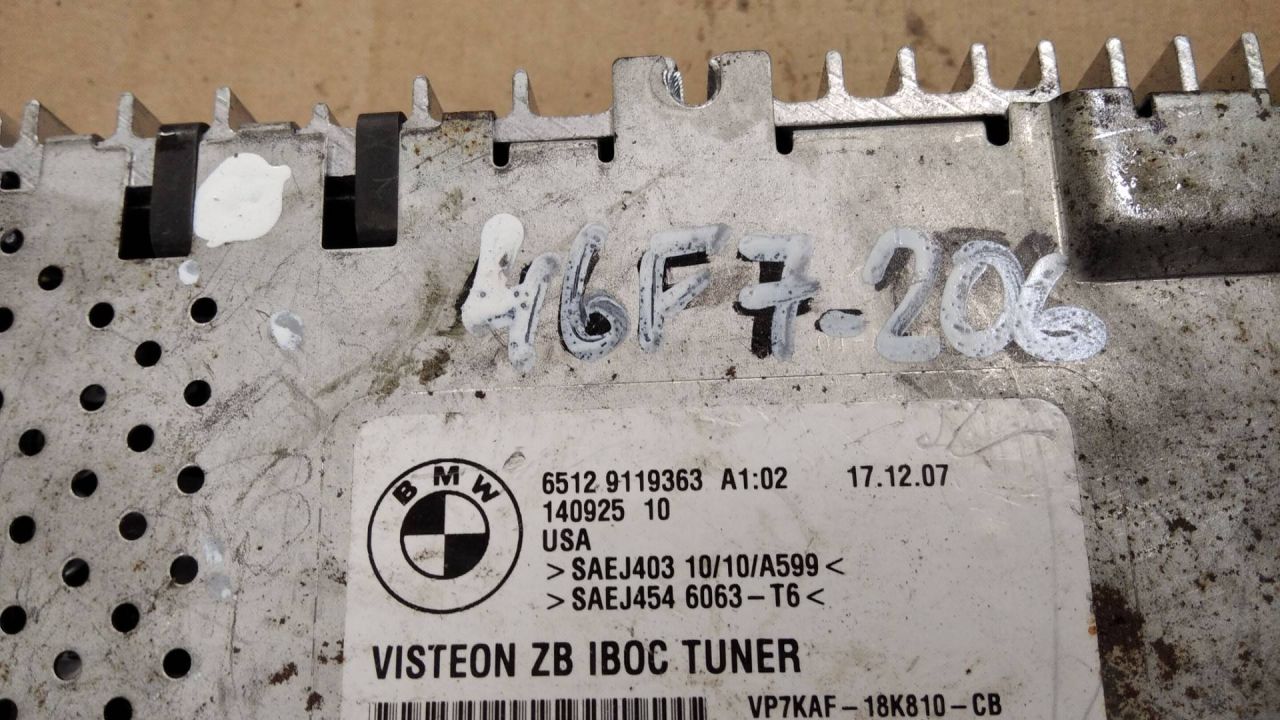 46F7-206
BMW
6512 9119363 A1:02 17.12.07
140925 10
USA
>SAEJ403 10/10/A599<
>SAEJ454 6063-T6<
VISTEON ZB IBOC TUNER
VP7KAF-18K810-CB